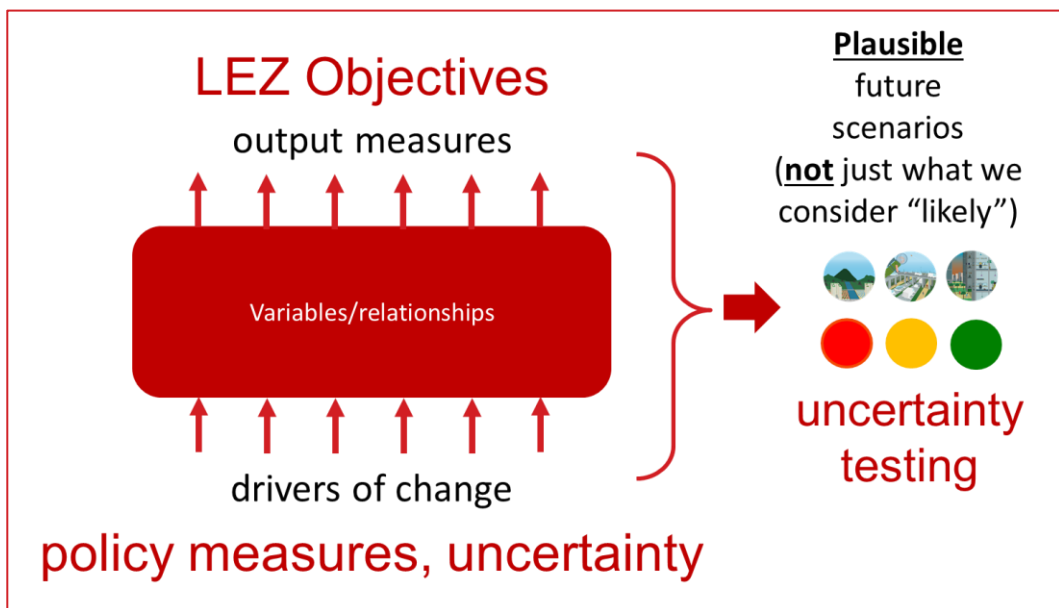 LEZ Objectives
output measures
Variables/relationships
drivers of change
policy measures, uncertainty
Plausible
future
scenarios
(not just what we
consider “likely”)
uncertainty
testing